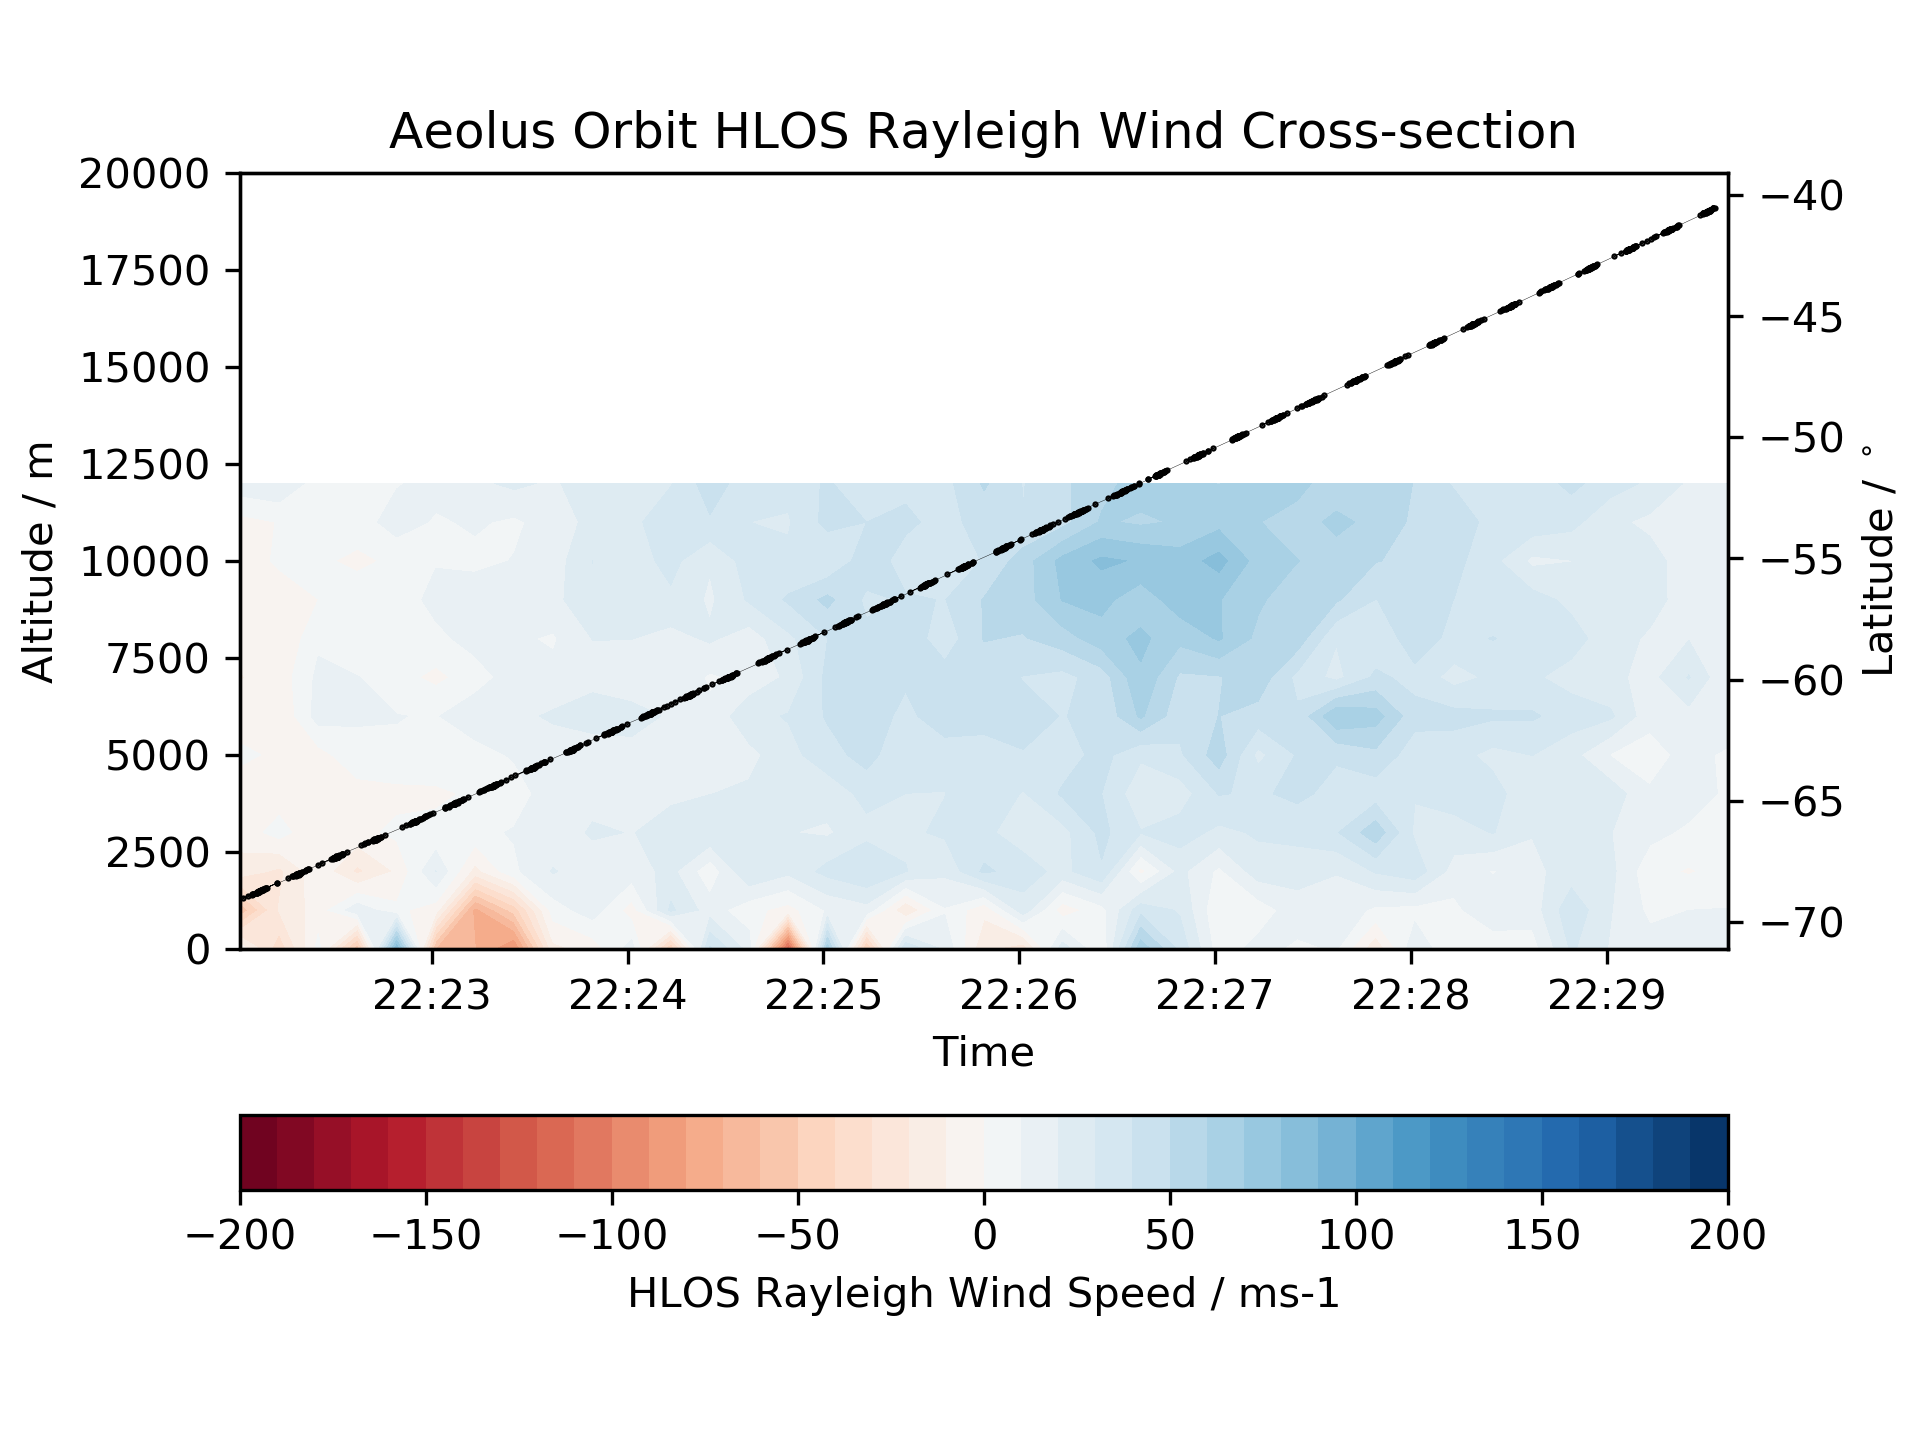 Aeolus Orbit HLOS Rayleigh Wind Cross-section
20000
17500
15000
12500
10000
7500
5000
2500
0
Altitude / m
−40
−45
−50
−55
−60
−65
−70
Latitude / °
22:23 22:24 22:25 22:26 22:27 22:28 22:29
Time
−200 −150 −100 −50 0 50 100 150 200
HLOS Rayleigh Wind Speed / ms-1